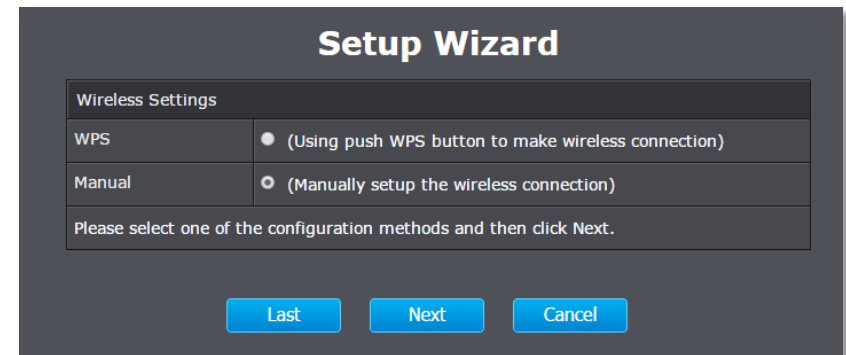 Setup Wizard
Wireless Settings
WPS (Using push WPS button to make wireless connection)
Manual (Manually setup the wireless connection)
Please select one of the configuration methods and then click Next.
Last Next Cancel